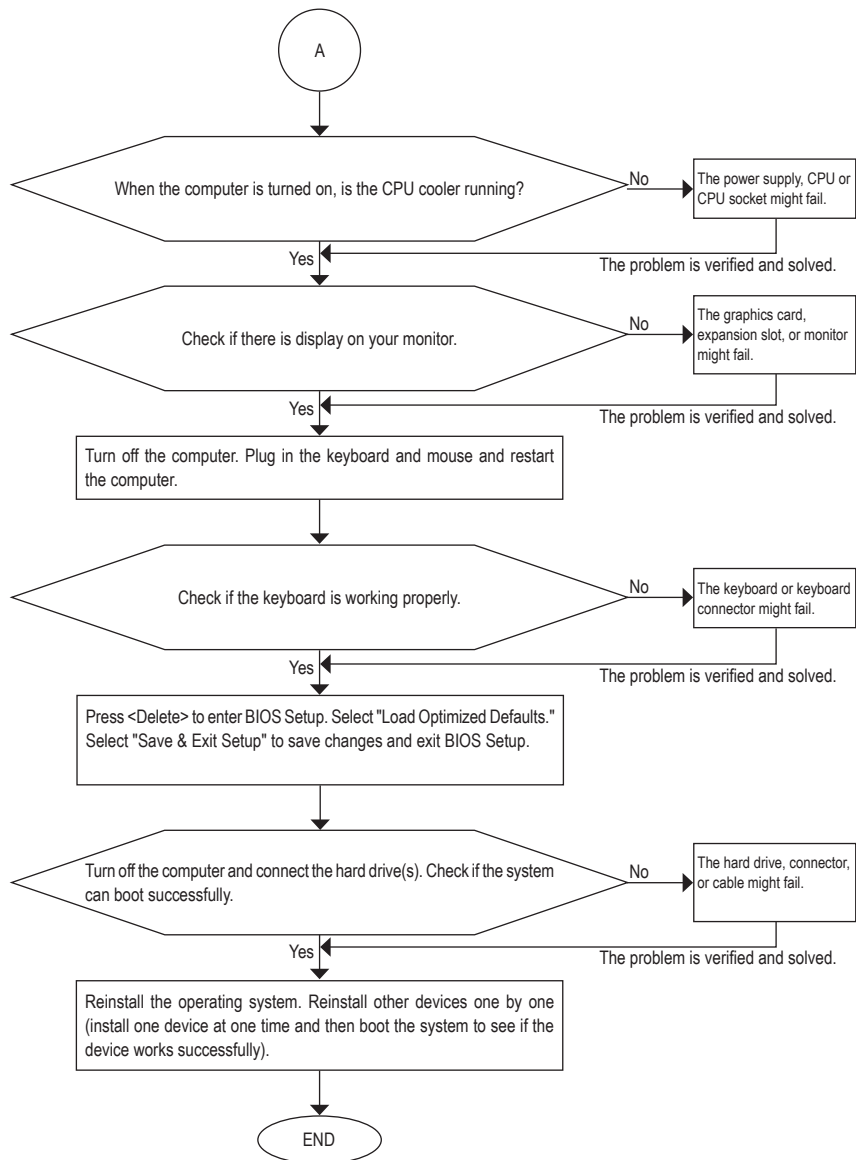 A
When the computer is turned on, is the CPU cooler running?
No
The power supply, CPU or
CPU socket might fail.
Yes
The problem is verified and solved.
Check if there is display on your monitor.
No
The graphics card,
expansion slot, or monitor
might fail.
Yes
The problem is verified and solved.
Turn off the computer. Plug in the keyboard and mouse and restart
the computer.
Check if the keyboard is working properly.
No
The keyboard or keyboard
connector might fail.
Yes
The problem is verified and solved.
Press <Delete> to enter BIOS Setup. Select "Load Optimized Defaults."
Select "Save & Exit Setup" to save changes and exit BIOS Setup.
Turn off the computer and connect the hard drive(s). Check if the system
can boot successfully.
No
The hard drive, connector,
or cable might fail.
Yes
The problem is verified and solved.
Reinstall the operating system. Reinstall other devices one by one
(install one device at one time and then boot the system to see if the
device works successfully).
END